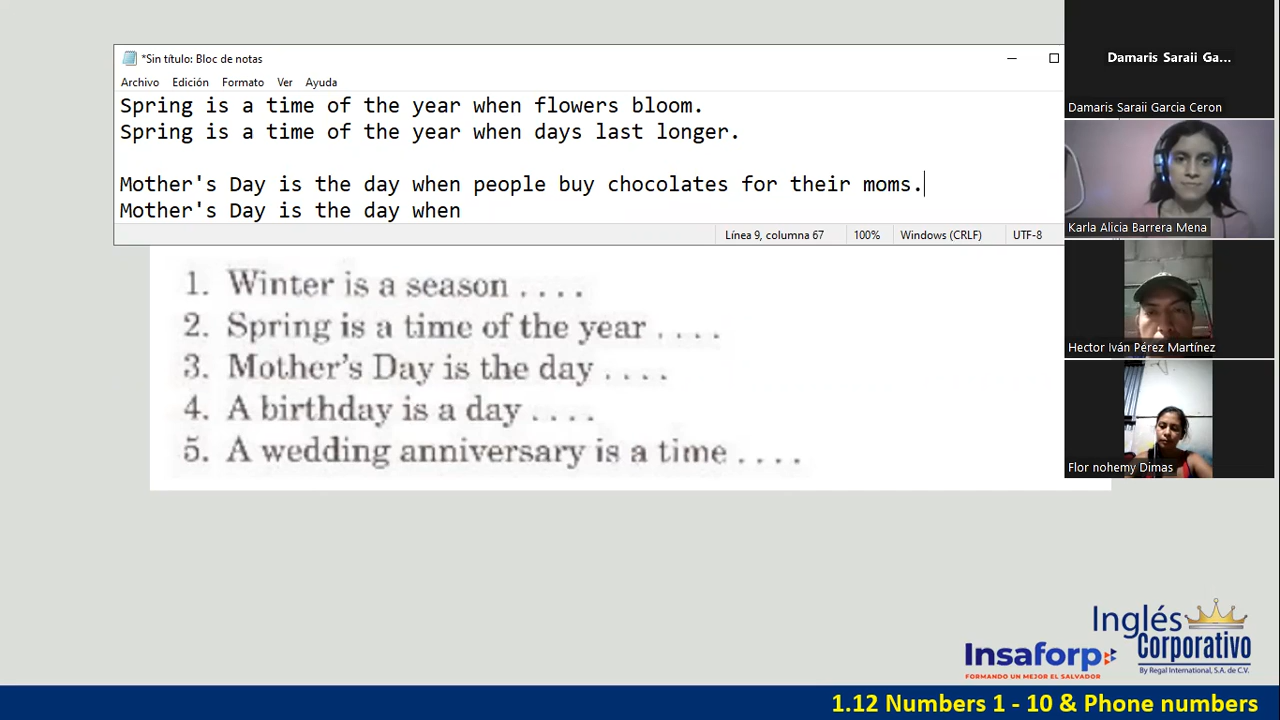 *Sin título: Bloc de notas
Archivo Edición Formato Ver Ayuda
Spring is a time of the year when flowers bloom.
Spring is a time of the year when days last longer.
Mother's Day is the day when people buy chocolates for their moms.
Mother's Day is the day when
Línea 9, columna 67 100% Windows (CRLF) UTF-8
1. Winter is a season . . . .
2. Spring is a time of the year . . . .
3. Mother's Day is the day . . . .
4. A birthday is a day . . . .
5. A wedding anniversary is a time . . . .
Damaris Saraii Ga...
Damaris Saraii Garcia Ceron
Karla Alicia Barrera Mena
Hector Iván Pérez Martínez
Flor nohemy Dimas
Inglés
Corporativo
By Regal International, S.A. de C.V.
Insaforp
FORMANDO UN MEJOR EL SALVADOR
1.12 Numbers 1 - 10 & Phone numbers